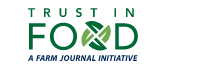 TRUST IN
FOOD
A FARM JOURNAL INITIATIVE